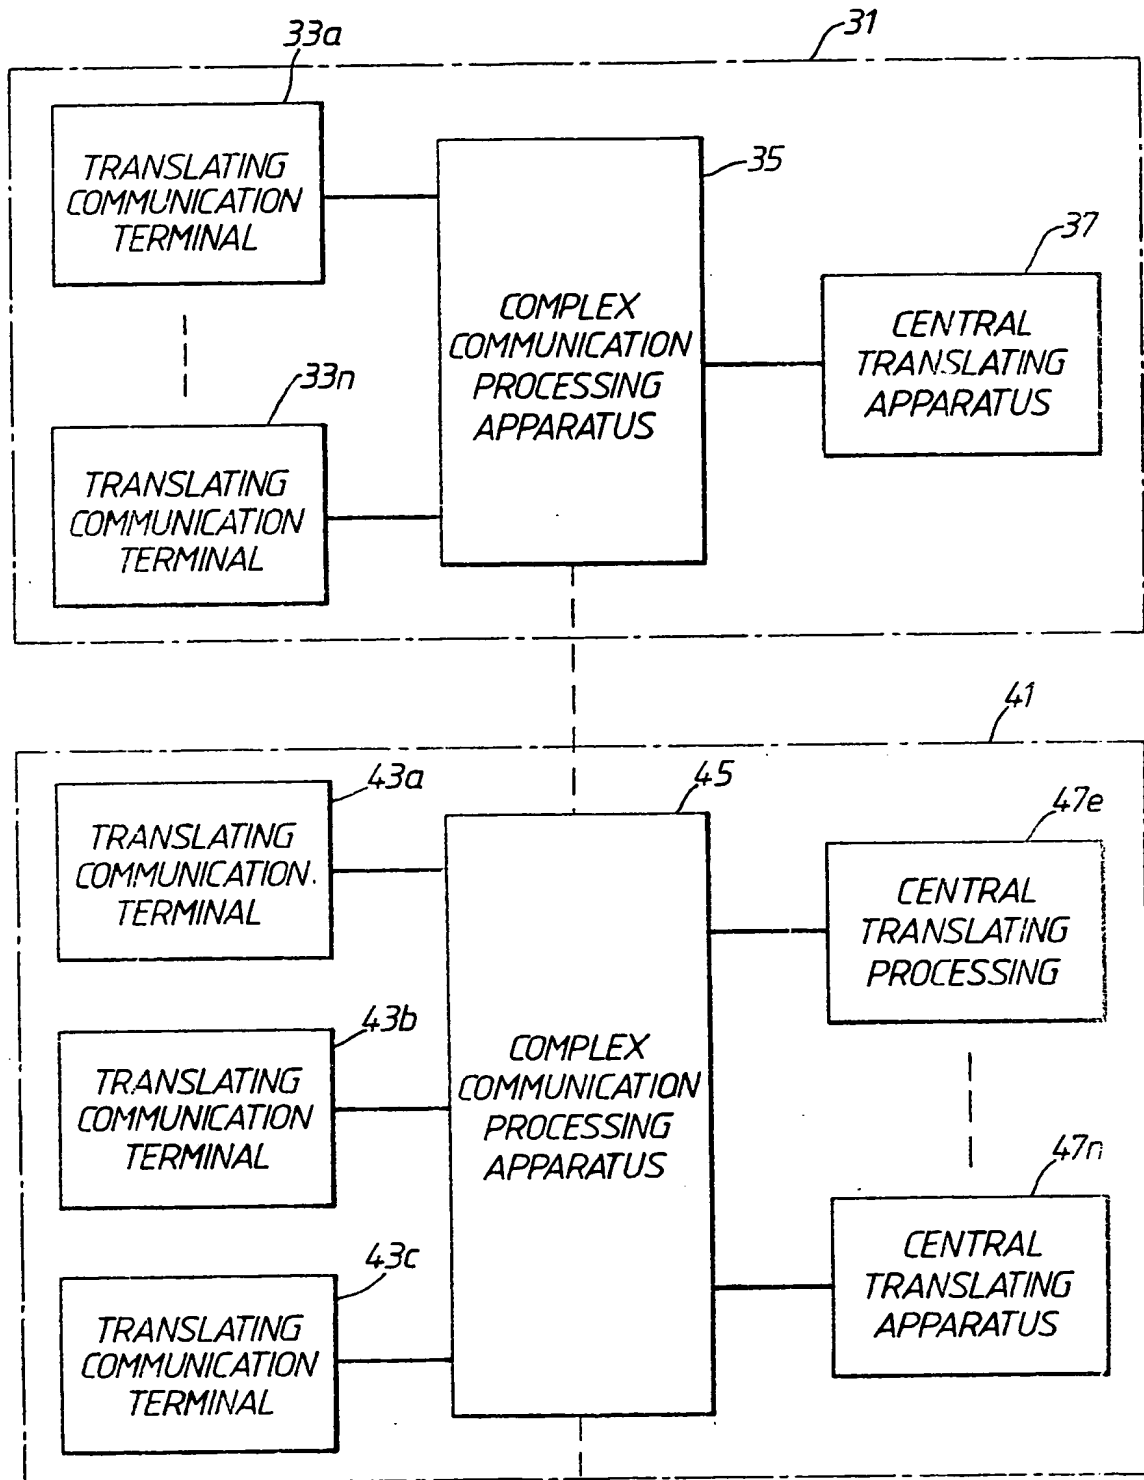 31
33a
TRANSLATING
COMMUNICATION
TERMINAL
33n
TRANSLATING
COMMUNICATION
TERMINAL
35
COMPLEX
COMMUNICATION
PROCESSING
APPARATUS
37
CENTRAL
TRANSLATING
APPARATUS
41
43a
TRANSLATING
COMMUNICATION
TERMINAL
43b
TRANSLATING
COMMUNICATION
TERMINAL
43c
TRANSLATING
COMMUNICATION
TERMINAL
45
COMPLEX
COMMUNICATION
PROCESSING
APPARATUS
47e
CENTRAL
TRANSLATING
PROCESSING
47n
CENTRAL
TRANSLATING
APPARATUS